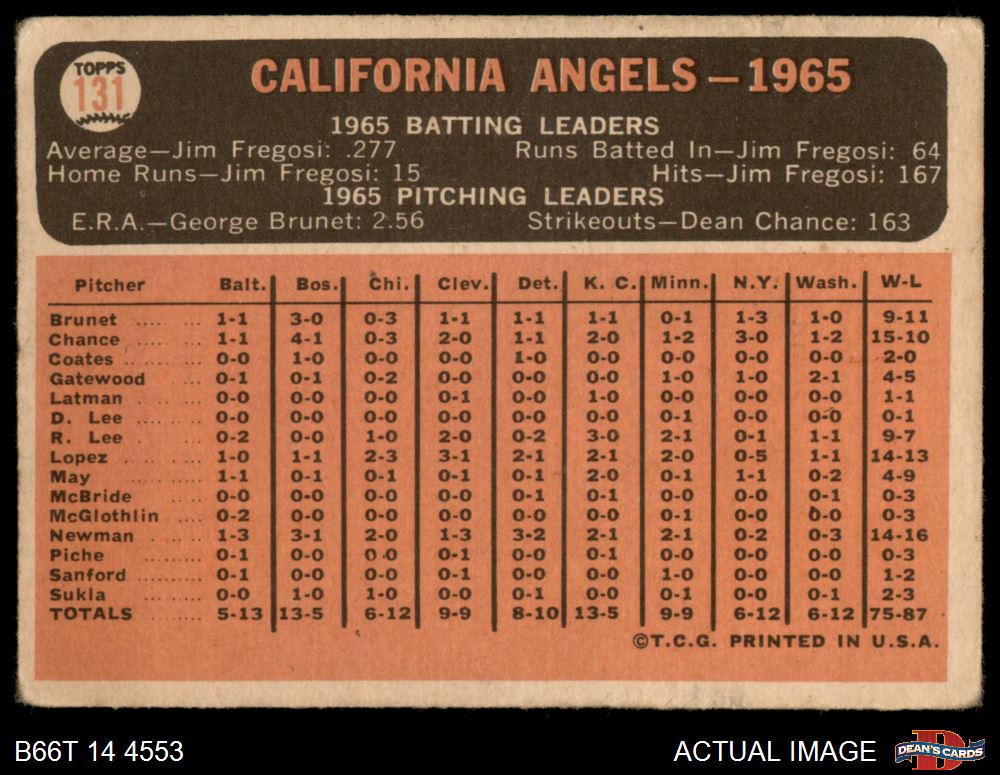 TOPPS
131
CALIFORNIA ANGELS—1965
1965 BATTING LEADERS
Average—Jim Fregosi: .277 Runs Batted In—Jim Fregosi: 64
Home Runs—Jim Fregosi: 15 Hits—Jim Fregosi: 167
1965 PITCHING LEADERS
E.R.A.—George Brunet: 2.56 Strikeouts—Dean Chance: 163
Pitcher Balt. Bos. Chi. Clev. Det. K. C. Minn. N.Y. Wash. W-L
Brunet 1-1 3-0 0-3 1-1 1-1 1-1 0-1 1-3 1-0 9-11
Chance 1-1 4-1 0-3 2-0 1-1 2-0 1-2 3-0 1-2 15-10
Coates 0-0 1-0 0-0 0-0 1-0 0-0 0-0 0-0 0-0 2-0
Gatewood 0-1 0-1 0-2 0-0 0-0 0-0 1-0 1-0 2-1 4-5
Latman 0-0 0-0 0-0 0-1 0-0 1-0 0-0 0-0 0-0 1-1
D. Lee 0-0 0-0 0-0 0-0 0-0 0-0 0-1 0-0 0-0 0-1
R. Lee 0-2 0-0 1-0 2-0 0-2 3-0 2-1 0-1 1-1 9-7
Lopez 1-0 1-1 2-3 3-1 2-1 2-1 2-0 0-5 1-1 14-13
May 1-1 0-1 0-1 0-1 0-1 2-0 0-1 1-1 0-2 4-9
McBride 0-0 0-0 0-0 0-0 0-1 0-1 0-0 0-0 0-1 0-3
McGlothlin 0-2 0-0 0-0 0-0 0-0 0-0 0-1 0-0 0-0 0-3
Newman 1-3 3-1 2-0 1-3 3-2 2-1 2-1 0-2 0-3 14-16
Piche 0-1 0-0 0-0 0-1 0-0 0-1 0-0 0-0 0-0 0-3
Sanford 0-1 0-0 0-0 0-1 0-0 0-0 1-0 0-0 0-0 1-2
Sukla 0-0 1-0 1-0 0-0 0-1 0-0 0-1 0-0 0-1 2-3
TOTALS 5-13 13-5 6-12 9-9 8-10 13-5 9-9 6-12 6-12 75-87
©T.C.G. PRINTED IN U.S.A.
B66T 14 4553 ACTUAL IMAGE D DEAN'S CARDS